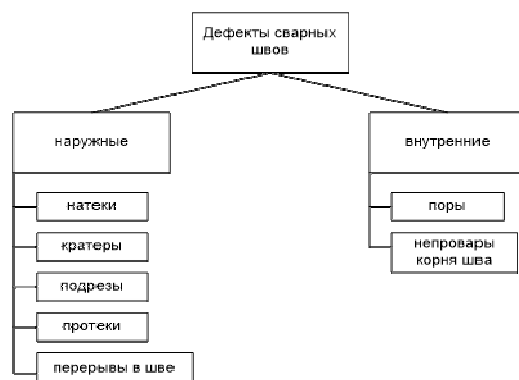 Дефекты сварных
швов
наружные
внутренние
натеки
кратеры
подрезы
протеки
перерывы в шве
поры
непровары
корня шва